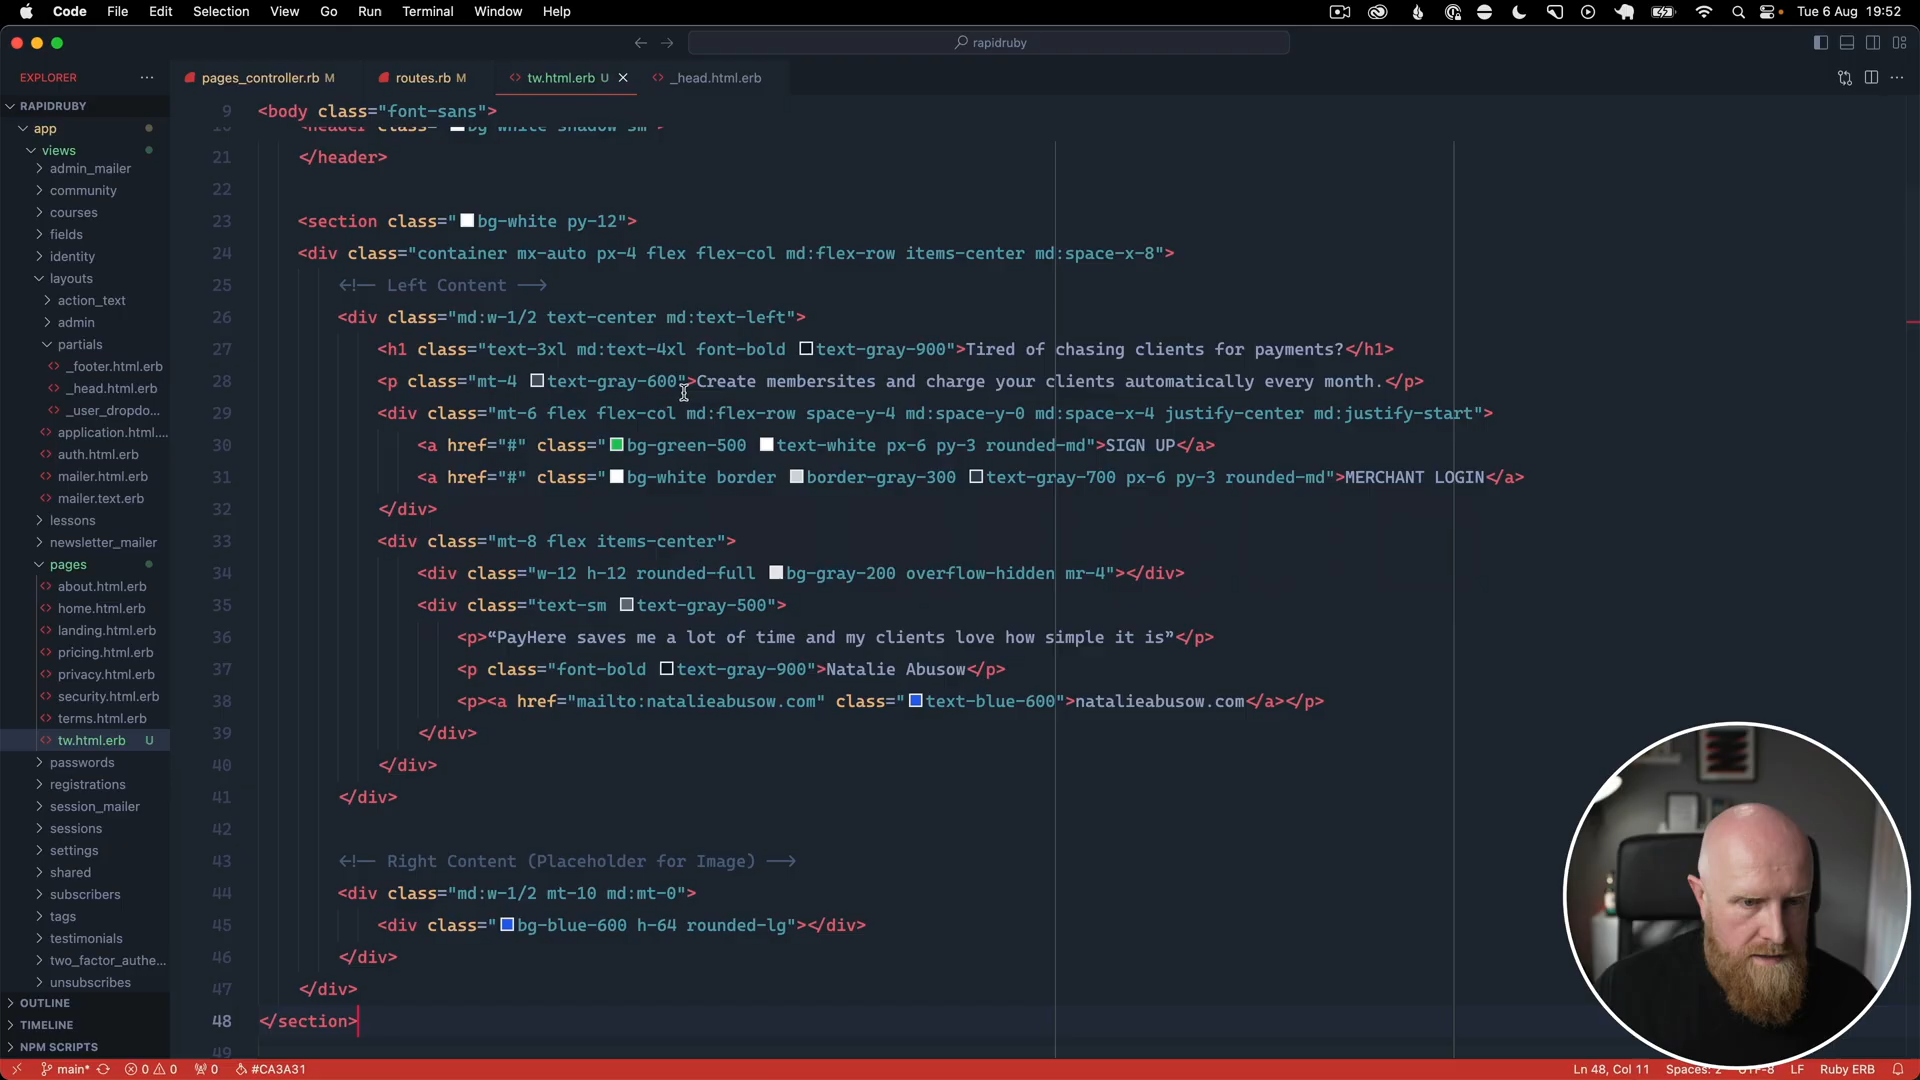 Code File Edit Selection View Go Run Terminal Window Help
Tue 6 Aug 19:52
rapidruby
EXPLORER
pages_controller.rb M
routes.rb M
tw.html.erb U
_head.html.erb
RAPIDRUBY
app
views
admin_mailer
community
courses
fields
identity
layouts
action_text
admin
partials
_footer.html.erb
_head.html.erb
_user_dropdo...
application.html....
auth.html.erb
mailer.html.erb
mailer.text.erb
lessons
newsletter_mailer
pages
about.html.erb
home.html.erb
landing.html.erb
pricing.html.erb
privacy.html.erb
security.html.erb
terms.html.erb
tw.html.erb U
passwords
registrations
session_mailer
sessions
settings
shared
subscribers
tags
testimonials
two_factor_authe...
unsubscribes
OUTLINE
TIMELINE
NPM SCRIPTS
9 <body class="font-sans">
<header class="bg-white shadow-sm">
21 </header>
22
23 <section class="bg-white py-12">
24 <div class="container mx-auto px-4 flex flex-col md:flex-row items-center md:space-x-8">
25 <!-- Left Content -->
26 <div class="md:w-1/2 text-center md:text-left">
27 <h1 class="text-3xl md:text-4xl font-bold text-gray-900">Tired of chasing clients for payments?</h1>
28 <p class="mt-4 text-gray-600">Create membersites and charge your clients automatically every month.</p>
29 <div class="mt-6 flex flex-col md:flex-row space-y-4 md:space-y-0 md:space-x-4 justify-center md:justify-start">
30 <a href="#" class="bg-green-500 text-white px-6 py-3 rounded-md">SIGN UP</a>
31 <a href="#" class="bg-white border border-gray-300 text-gray-700 px-6 py-3 rounded-md">MERCHANT LOGIN</a>
32 </div>
33 <div class="mt-8 flex items-center">
34 <div class="w-12 h-12 rounded-full bg-gray-200 overflow-hidden mr-4"></div>
35 <div class="text-sm text-gray-500">
36 <p>“PayHere saves me a lot of time and my clients love how simple it is”</p>
37 <p class="font-bold text-gray-900">Natalie Abusow</p>
38 <p><a href="mailto:natalieabusow.com" class="text-blue-600">natalieabusow.com</a></p>
39 </div>
40 </div>
41 </div>
42
43 <!-- Right Content (Placeholder for Image) -->
44 <div class="md:w-1/2 mt-10 md:mt-0">
45 <div class="bg-blue-600 h-64 rounded-lg"></div>
46 </div>
47 </div>
48 </section>
49
main* 0 0 0 #CA3A31
Ln 48, Col 11 Spaces: 2 UTF-8 LF Ruby ERB